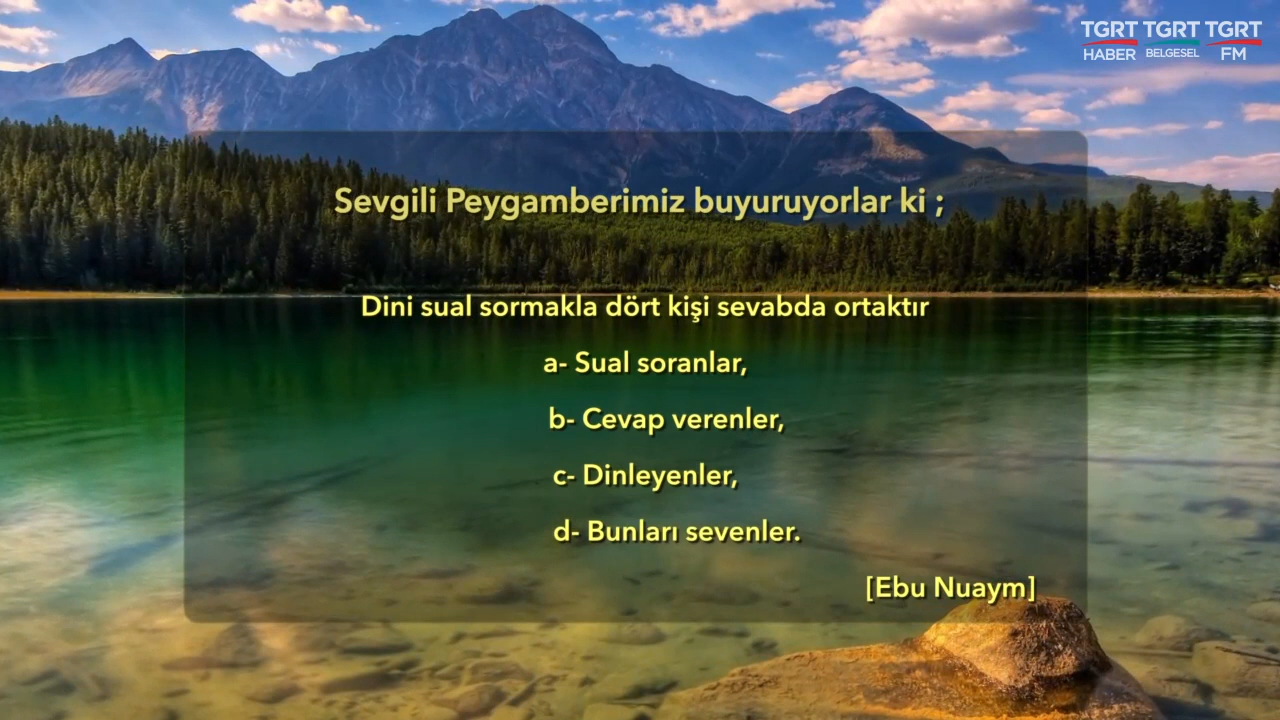 TGRT TGRT TGRT
HABER BELGESEL FM
Sevgili Peygamberimiz buyuruyorlar ki ;
Dini sual sormakla dört kişi sevabda ortaktır
a- Sual soranlar,
b- Cevap verenler,
c- Dinleyenler,
d- Bunları sevenler.
[Ebu Nuaym]